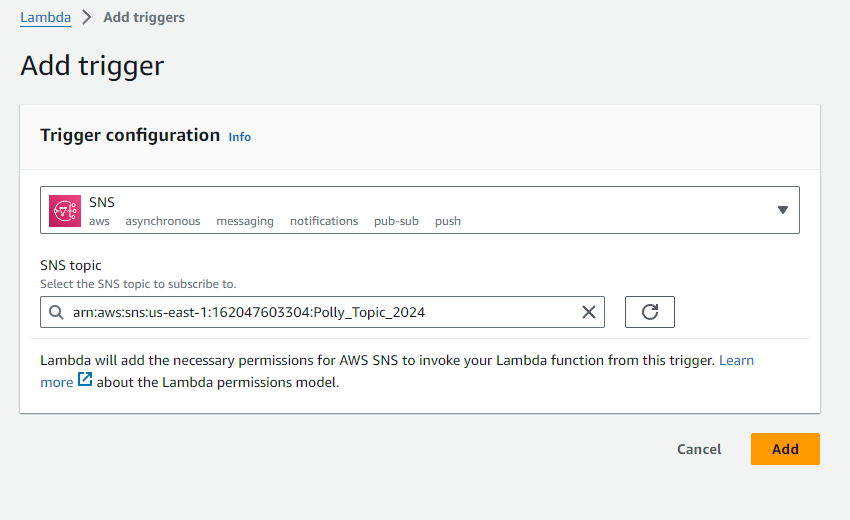 Lambda > Add triggers
Add trigger
Trigger configuration Info
SNS
aws asynchronous messaging notifications pub-sub push
SNS topic
Select the SNS topic to subscribe to.
arn:aws:sns:us-east-1:162047603304:Polly_Topic_2024
Lambda will add the necessary permissions for AWS SNS to invoke your Lambda function from this trigger. Learn
more about the Lambda permissions model.
Cancel Add